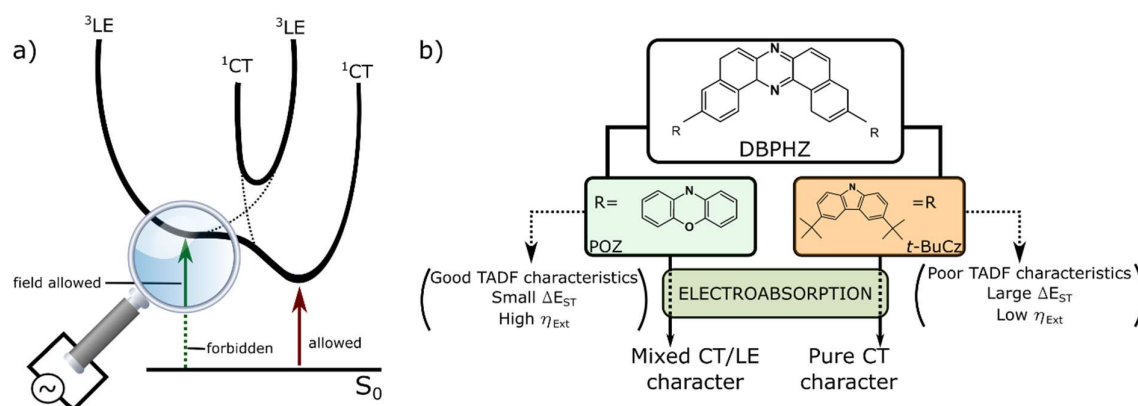 a)
³LE
³LE
¹CT
¹CT
field allowed
forbidden
allowed
S₀
~
b)
N
N
R
R
DBPHZ
R=
N
O
POZ
N
=R
t-BuCz
Good TADF characteristics
Small ΔE_ST
High η_Ext
ELECTROABSORPTION
Poor TADF characteristics
Large ΔE_ST
Low η_Ext
Mixed CT/LE
character
Pure CT
character